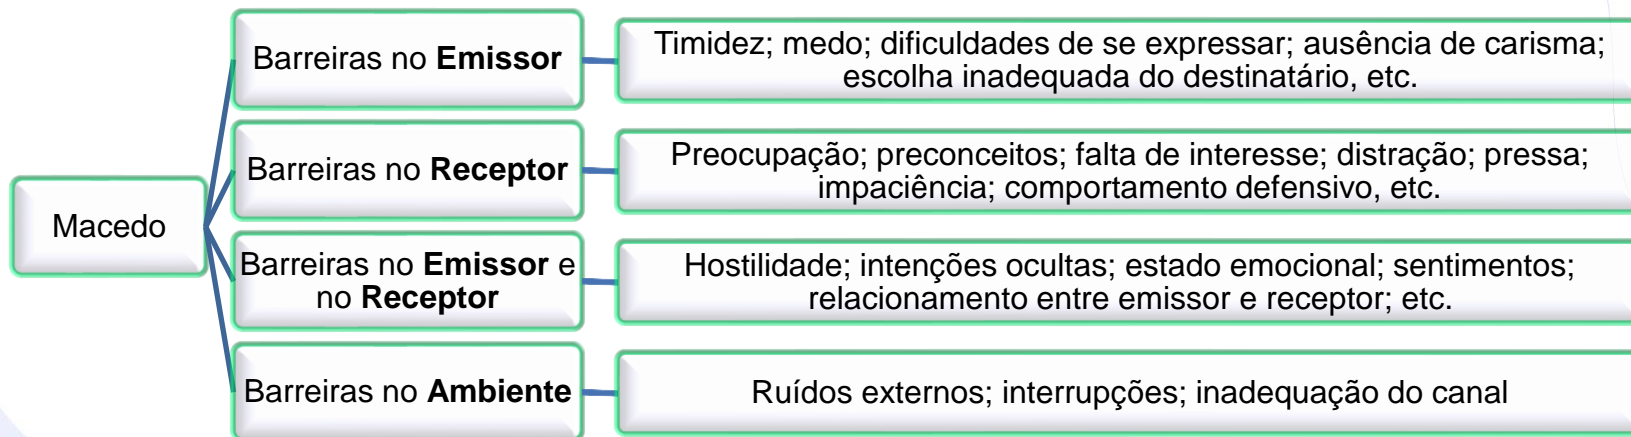 Macedo
Barreiras no Emissor
Timidez; medo; dificuldades de se expressar; ausência de carisma;
escolha inadequada do destinatário, etc.
Barreiras no Receptor
Preocupação; preconceitos; falta de interesse; distração; pressa;
impaciência; comportamento defensivo, etc.
Barreiras no Emissor e
no Receptor
Hostilidade; intenções ocultas; estado emocional; sentimentos;
relacionamento entre emissor e receptor; etc.
Barreiras no Ambiente
Ruídos externos; interrupções; inadequação do canal